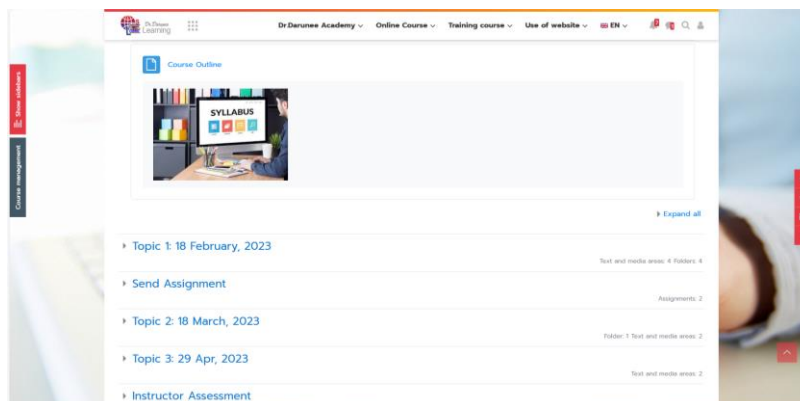 Dr.Darunee
Learning
Dr.Darunee Academy
Online Course
Training course
Use of website
EN
Show sidebars
Course management
Course Outline
SYLLABUS
Expand all
Topic 1: 18 February, 2023
Text and media areas: 4 Folders: 4
Send Assignment
Assignments: 2
Topic 2: 18 March, 2023
Folder: 1 Text and media areas: 2
Topic 3: 29 Apr, 2023
Text and media areas: 2
Instructor Assessment